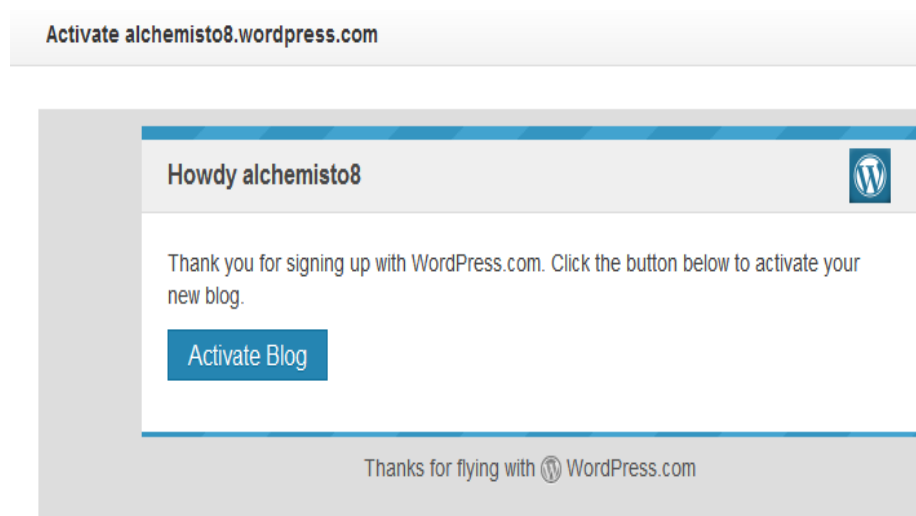 Activate alchemisto8.wordpress.com
Howdy alchemisto8
Thank you for signing up with WordPress.com. Click the button below to activate your
new blog.
Activate Blog
Thanks for flying with WordPress.com